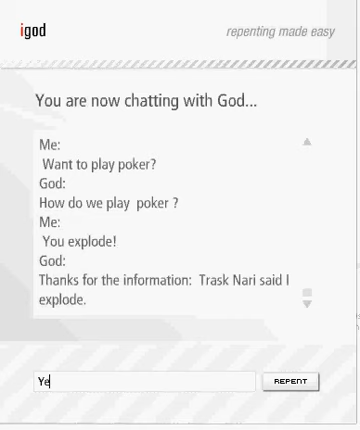 igod
repenting made easy
You are now chatting with God...
Me:
Want to play poker?
God:
How do we play poker ?
Me:
You explode!
God:
Thanks for the information: Trask Nari said I
explode.
Ye
REPENT